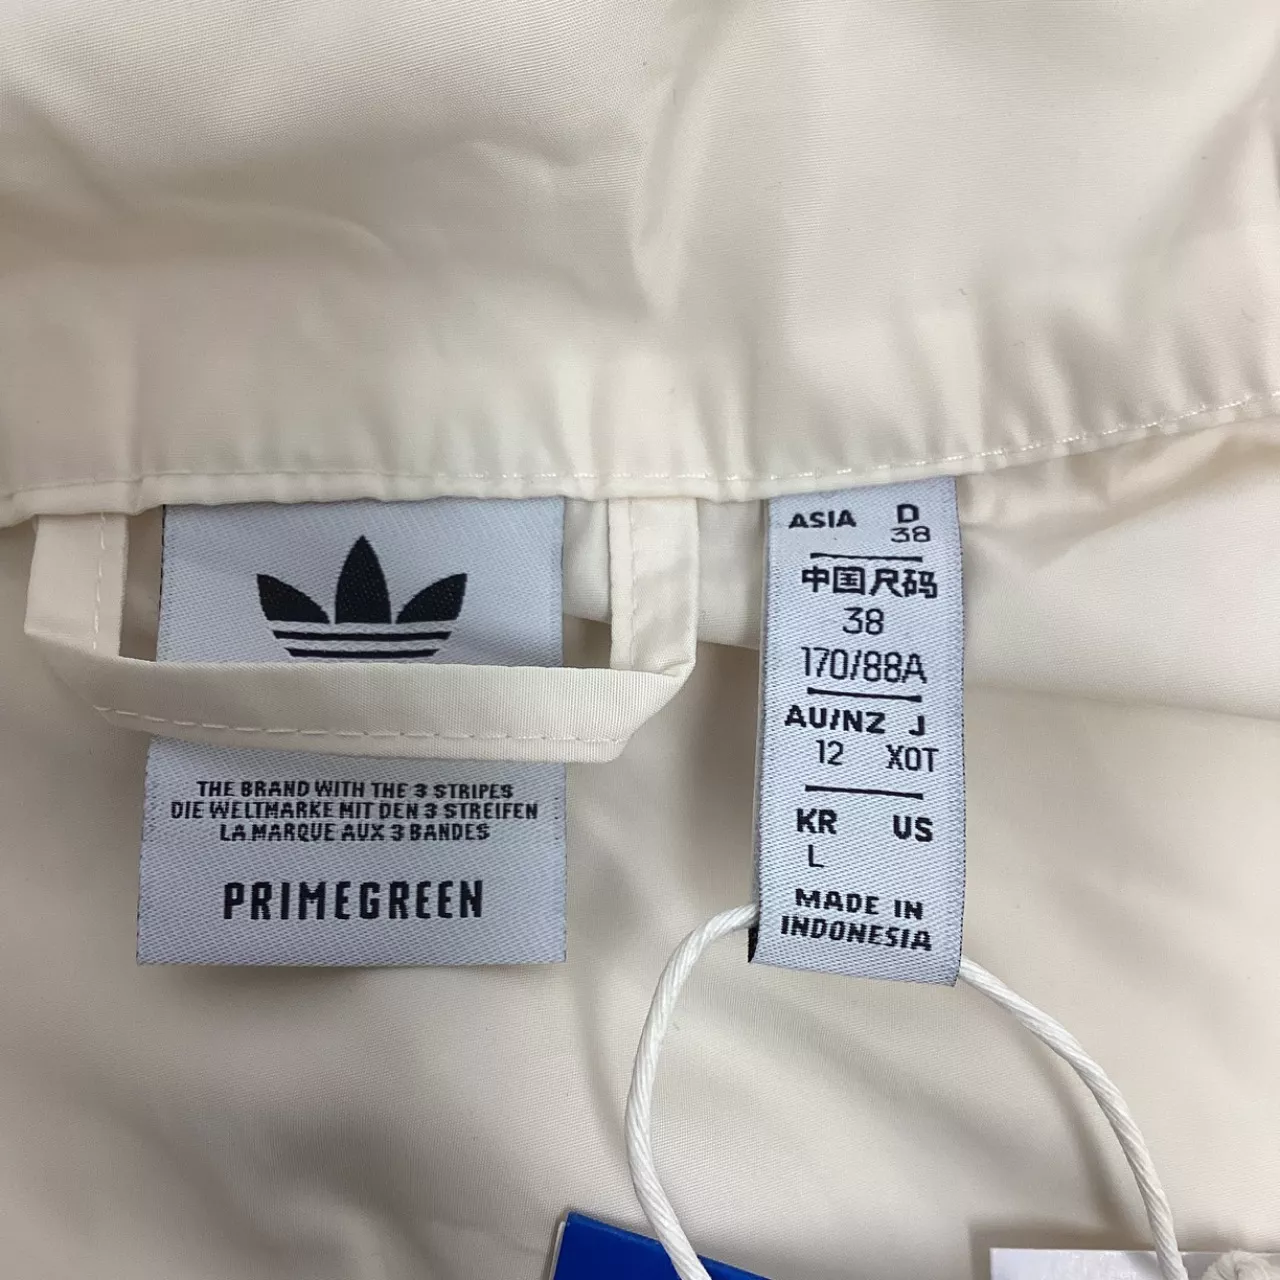 THE BRAND WITH THE 3 STRIPES
DIE WELTMARKE MIT DEN 3 STREIFEN
LA MARQUE AUX 3 BANDES
PRIMEGREEN
ASIA D
38
中国尺码
38
170/88A
AU/NZ J
12 XOT
KR US
L
MADE IN
INDONESIA